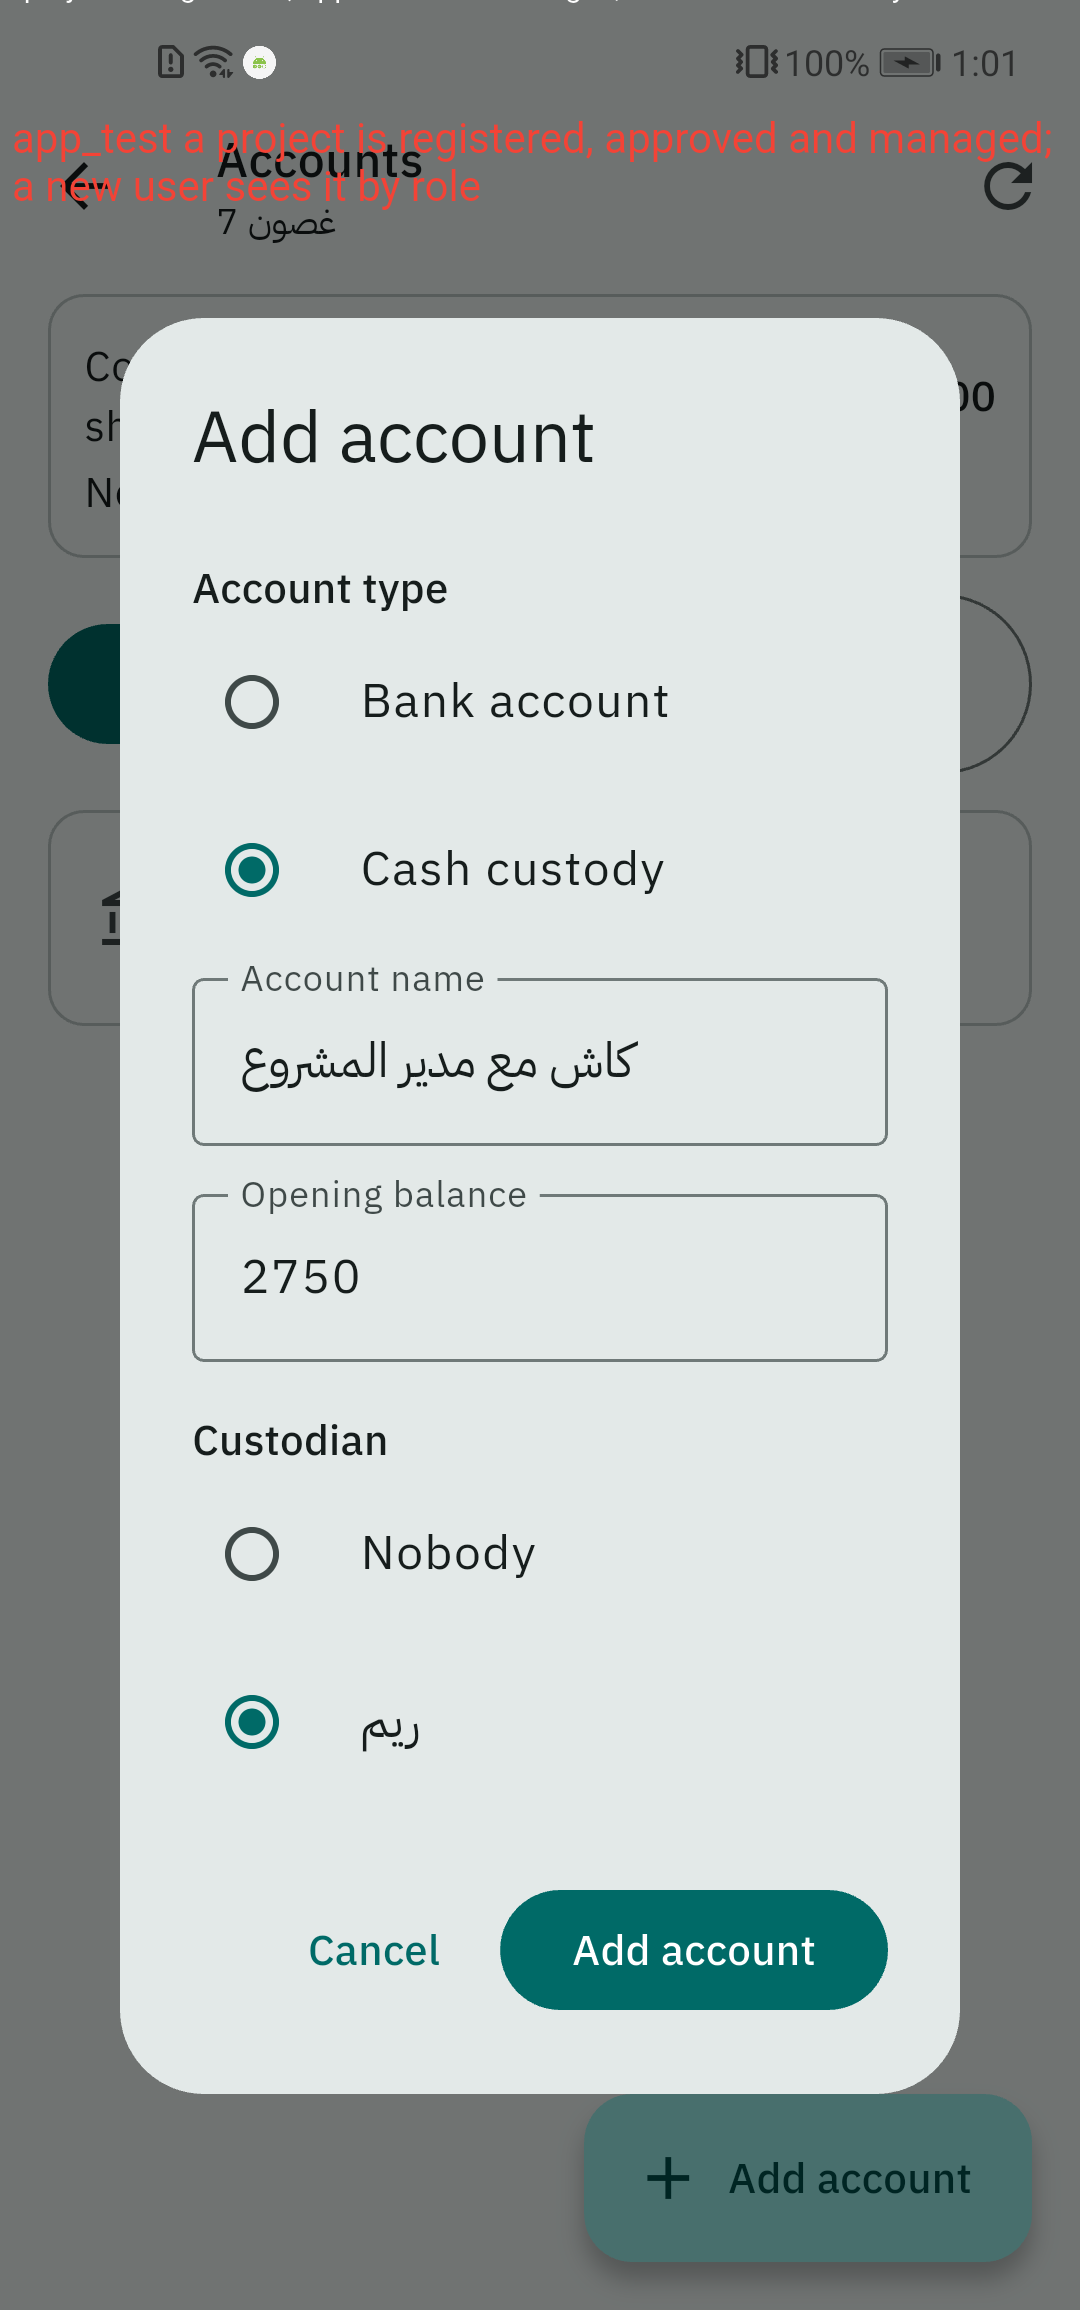 100% 1:01
app_test a project is registered, approved and managed;
a new user sees it by role
Accounts
غصون 7
Add account
Account type
Bank account
Cash custody
Account name
كاش مع مدير المشروع
Opening balance
2750
Custodian
Nobody
ريم
Cancel
Add account
Add account